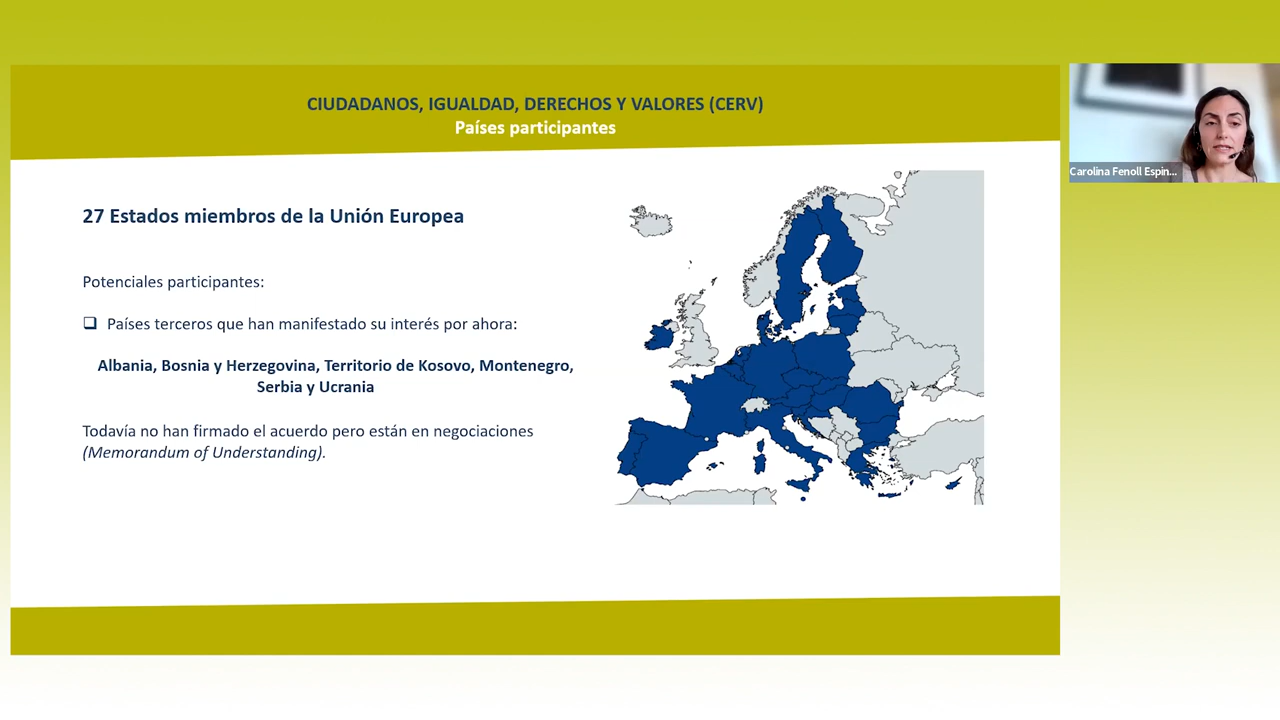 CIUDADANOS, IGUALDAD, DERECHOS Y VALORES (CERV)
Países participantes
Carolina Fenoll Espin...
27 Estados miembros de la Unión Europea
Potenciales participantes:
Países terceros que han manifestado su interés por ahora:
Albania, Bosnia y Herzegovina, Territorio de Kosovo, Montenegro,
Serbia y Ucrania
Todavía no han firmado el acuerdo pero están en negociaciones
(Memorandum of Understanding).